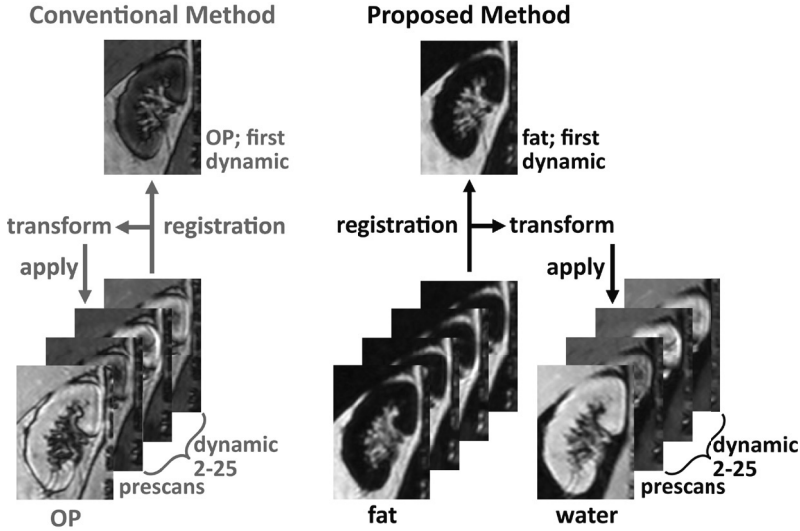 Conventional Method
OP; first
dynamic
transform
registration
apply
dynamic
2-25
prescans
OP
Proposed Method
fat; first
dynamic
registration
transform
apply
dynamic
2-25
prescans
fat
water